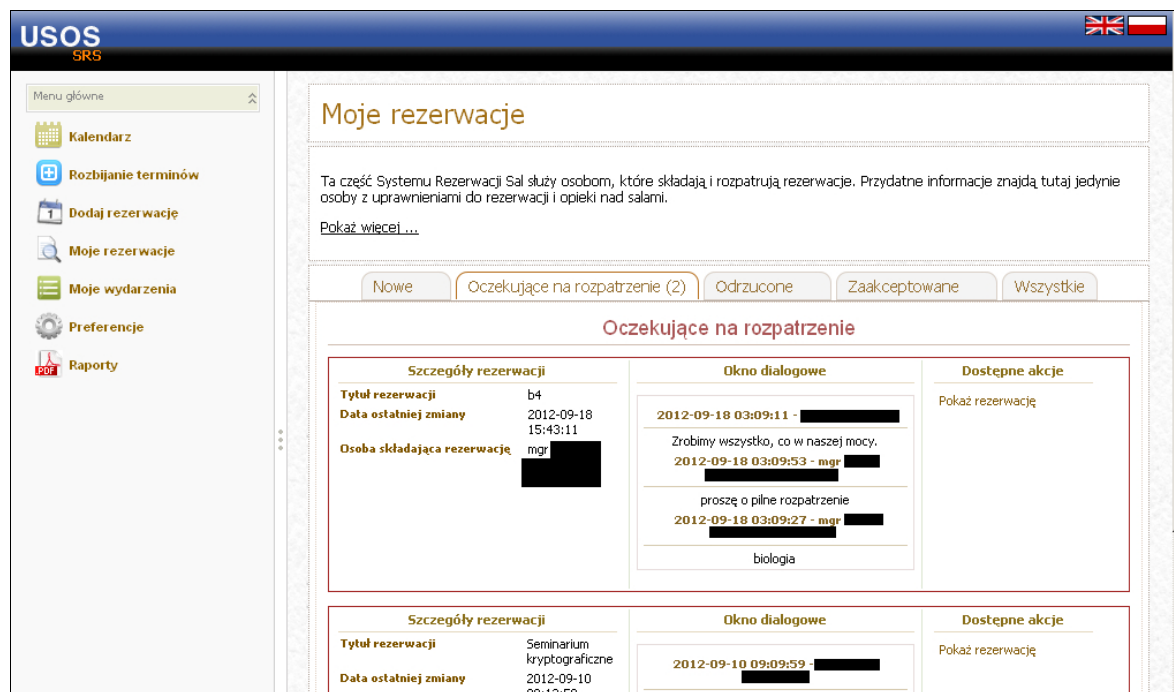 USOS
SRS
Menu główne
Kalendarz
Rozbijanie terminów
Dodaj rezerwację
Moje rezerwacje
Moje wydarzenia
Preferencje
PDF
Raporty
Moje rezerwacje
Ta część Systemu Rezerwacji Sal służy osobom, które składają i rozpatrują rezerwacje. Przydatne informacje znajdą tutaj jedynie
osoby z uprawnieniami do rezerwacji i opieki nad salami.
Pokaż więcej ...
Nowe
Oczekujące na rozpatrzenie (2)
Odrzucone
Zaakceptowane
Wszystkie
Oczekujące na rozpatrzenie
Szczegóły rezerwacji
Tytuł rezerwacji b4
Data ostatniej zmiany 2012-09-18
15:43:11
Osoba składająca rezerwację mgr
Okno dialogowe
2012-09-18 03:09:11 -
Zrobimy wszystko, co w naszej mocy.
2012-09-18 03:09:53 - mgr
proszę o pilne rozpatrzenie
2012-09-18 03:09:27 - mgr
biologia
Dostępne akcje
Pokaż rezerwację
Szczegóły rezerwacji
Tytuł rezerwacji Seminarium
kryptograficzne
Data ostatniej zmiany 2012-09-10
Okno dialogowe
2012-09-10 09:09:59 -
Dostępne akcje
Pokaż rezerwację